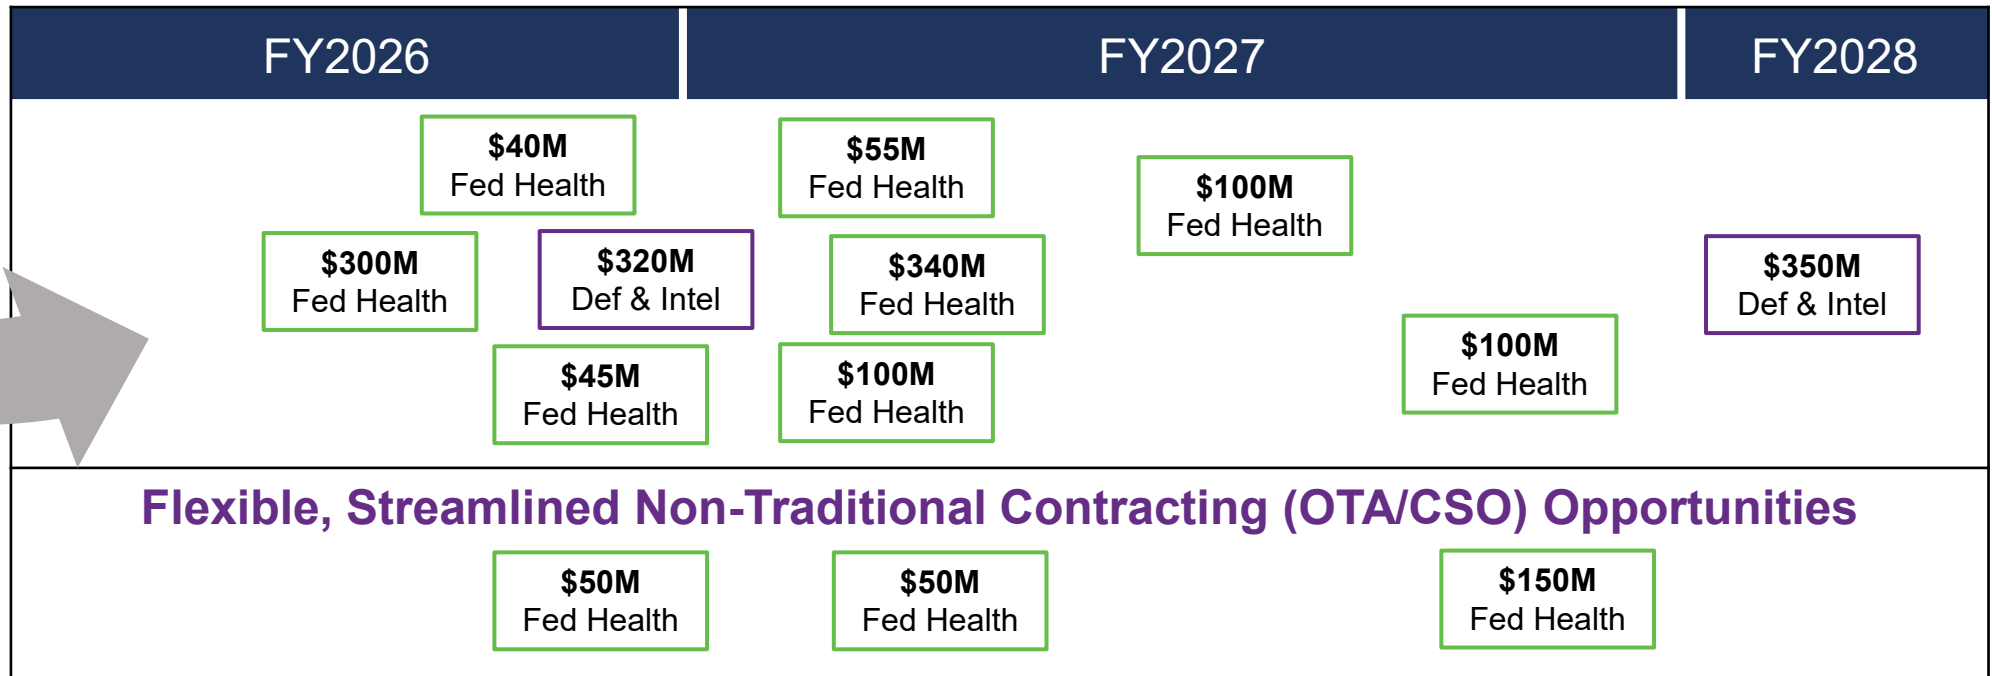 FY2026
FY2027
FY2028
$40M
Fed Health
$55M
Fed Health
$100M
Fed Health
$300M
Fed Health
$320M
Def & Intel
$340M
Fed Health
$350M
Def & Intel
$45M
Fed Health
$100M
Fed Health
$100M
Fed Health
Flexible, Streamlined Non-Traditional Contracting (OTA/CSO) Opportunities
$50M
Fed Health
$50M
Fed Health
$150M
Fed Health